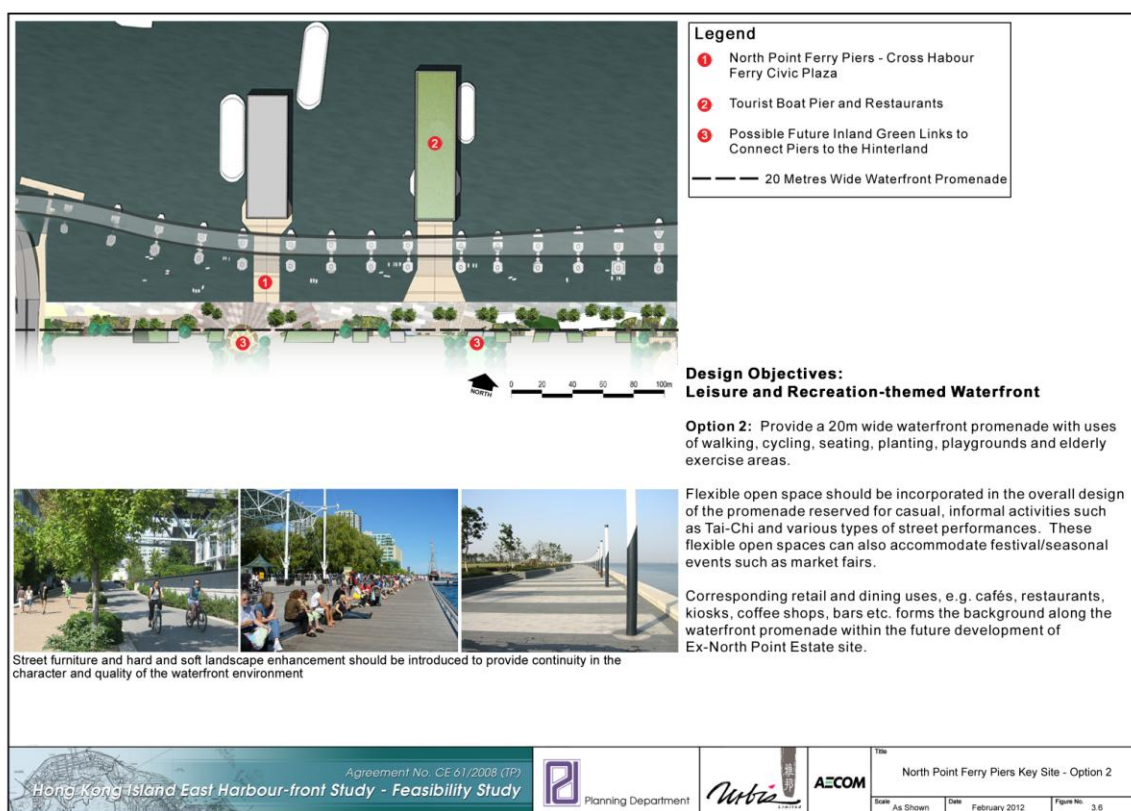 Legend
1 North Point Ferry Piers - Cross Habour
Ferry Civic Plaza
2 Tourist Boat Pier and Restaurants
3 Possible Future Inland Green Links to
Connect Piers to the Hinterland
20 Metres Wide Waterfront Promenade
2
1
3
3
NORTH
0 20 40 60 80 100m
Design Objectives:
Leisure and Recreation-themed Waterfront
Option 2: Provide a 20m wide waterfront promenade with uses
of walking, cycling, seating, planting, playgrounds and elderly
exercise areas.
Flexible open space should be incorporated in the overall design
of the promenade reserved for casual, informal activities such
as Tai-Chi and various types of street performances. These
flexible open spaces can also accommodate festival/seasonal
events such as market fairs.
Corresponding retail and dining uses, e.g. cafés, restaurants,
kiosks, coffee shops, bars etc. forms the background along the
waterfront promenade within the future development of
Ex-North Point Estate site.
Street furniture and hard and soft landscape enhancement should be introduced to provide continuity in the
character and quality of the waterfront environment
Agreement No. CE 61/2008 (TP)
Hong Kong Island East Harbour-front Study - Feasibility Study
Planning Department
Urbis
LIMITED
AECOM
Title
North Point Ferry Piers Key Site - Option 2
Scale As Shown
Date February 2012
Figure No. 3.6